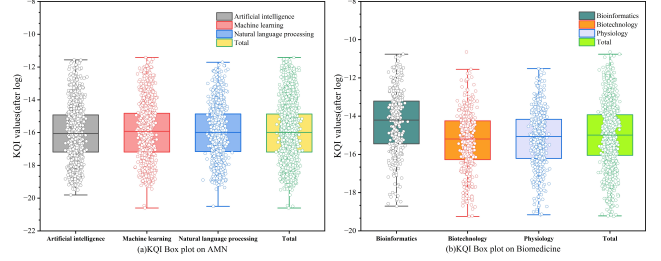 −8
−10
−12
−14
−16
−18
−20
−22
KQI values(after log)
Artificial intelligence
Machine learning
Natural language processing
Total
Artificial intelligence
Machine learning
Natural language processing
Total
(a)KQI Box plot on AMN
−8
−10
−12
−14
−16
−18
−20
KQI values(after log)
Bioinformatics
Biotechnology
Physiology
Total
Bioinformatics
Biotechnology
Physiology
Total
(b)KQI Box plot on Biomedicine